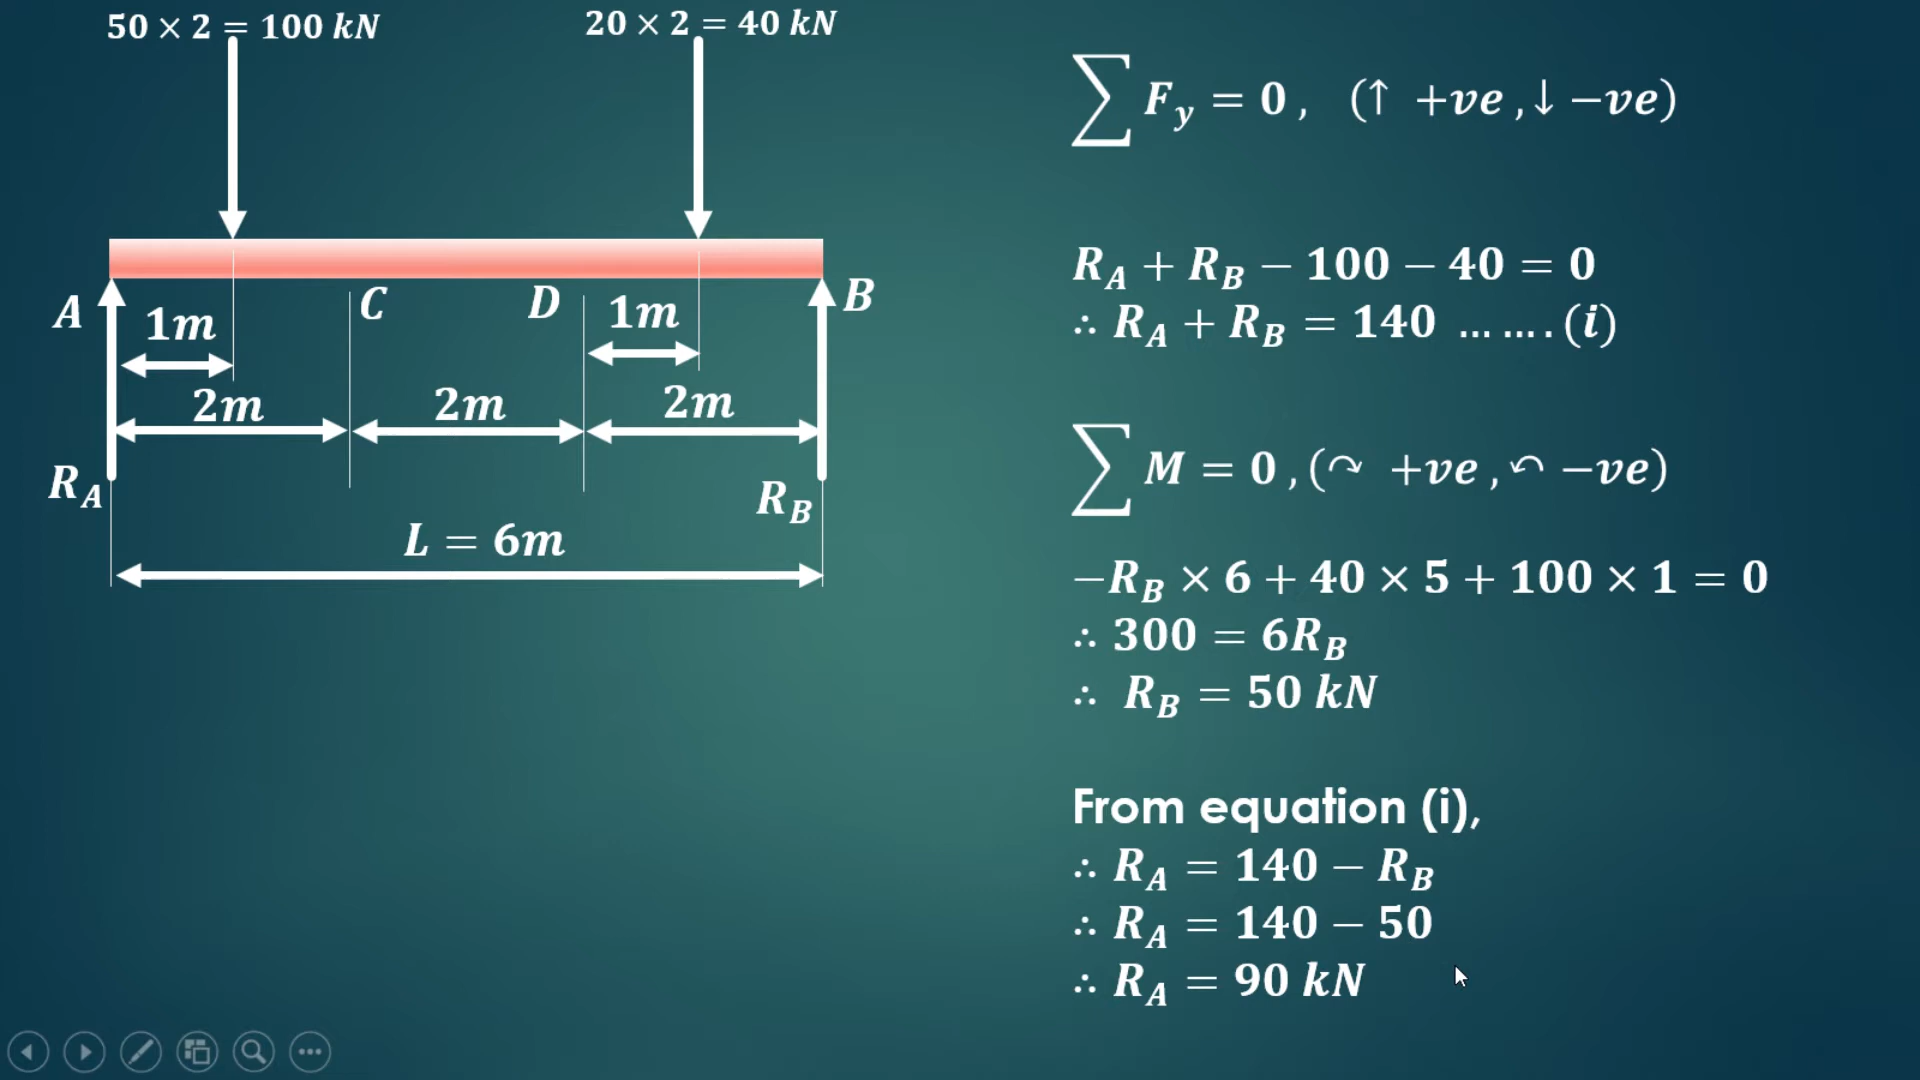 50 × 2 = 100 kN
20 × 2 = 40 kN
A
1m
C
D
1m
B
2m
2m
2m
R_A
R_B
L = 6m
∑ F_y = 0 , (↑ +ve ,↓ −ve)
R_A + R_B − 100 − 40 = 0
∴ R_A + R_B = 140 … … . (i)
∑ M = 0 , (↷ +ve , ↶ −ve)
−R_B × 6 + 40 × 5 + 100 × 1 = 0
∴ 300 = 6R_B
∴ R_B = 50 kN
From equation (i),
∴ R_A = 140 − R_B
∴ R_A = 140 − 50
∴ R_A = 90 kN